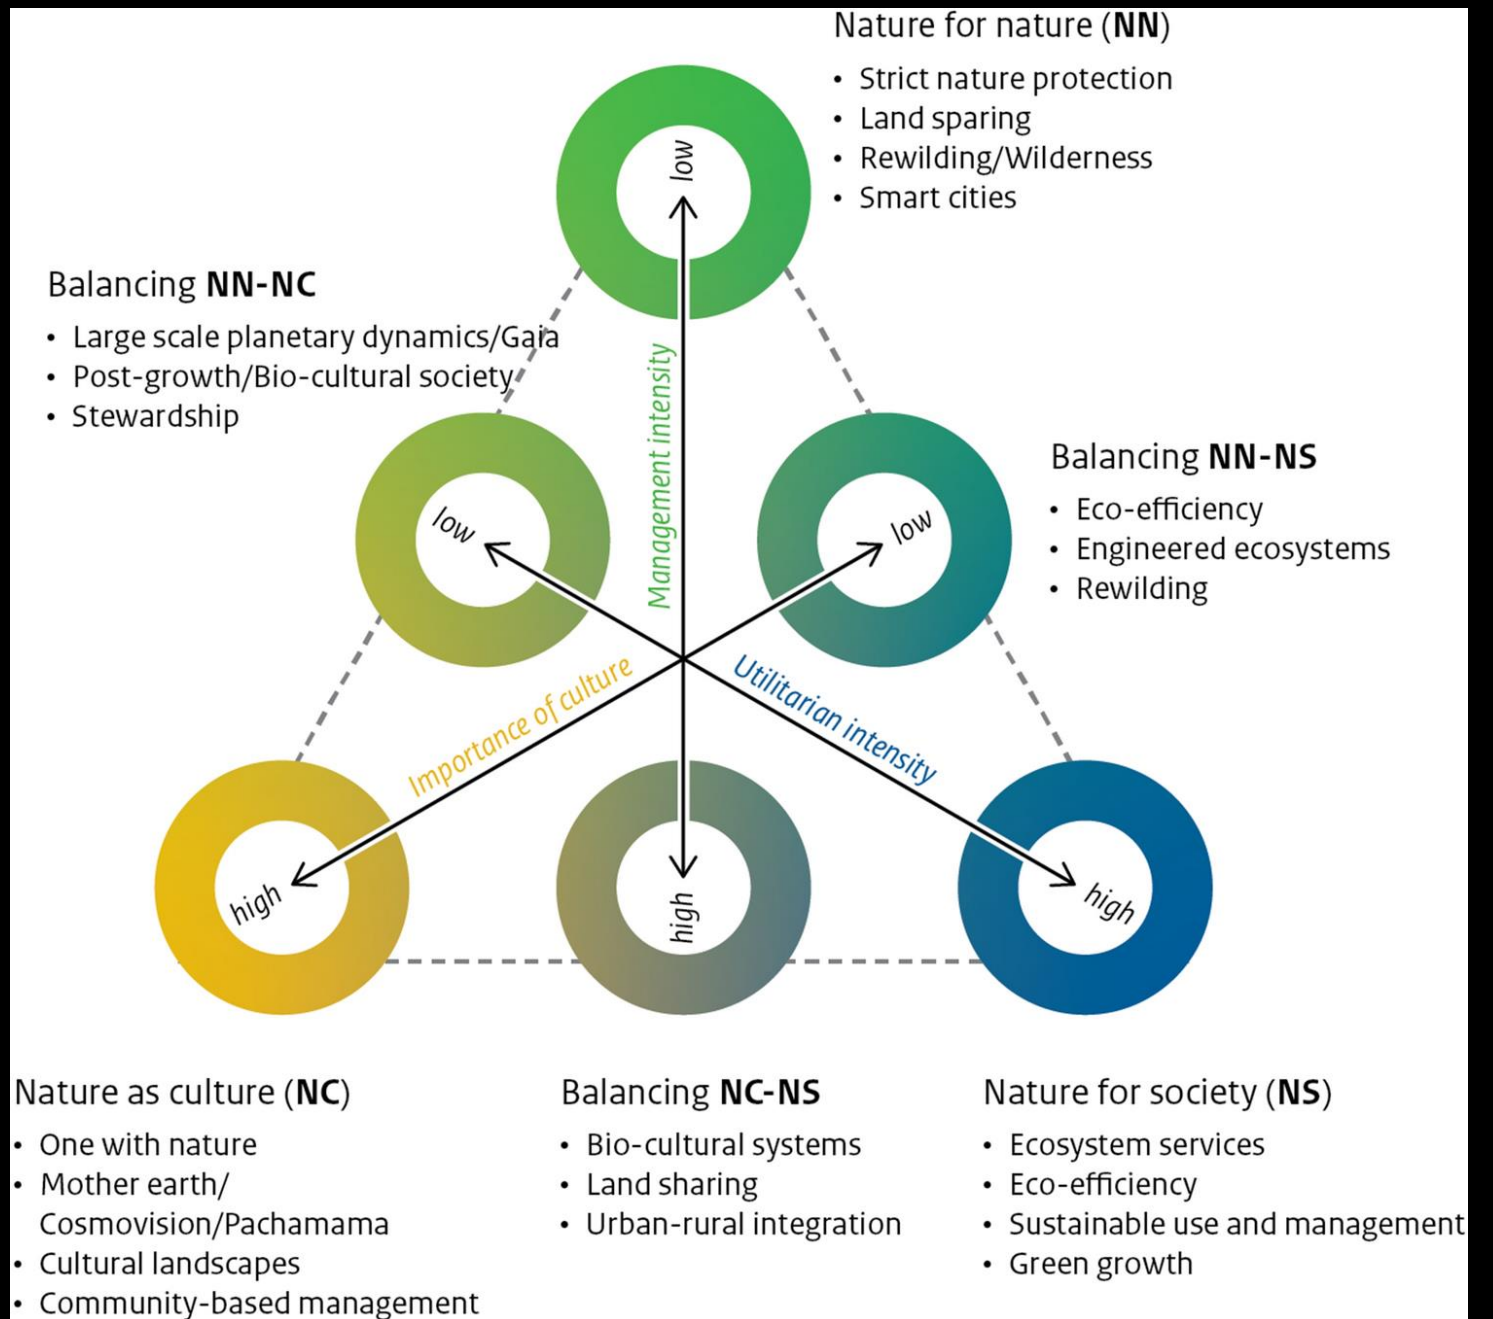 Nature for nature (NN)
• Strict nature protection
• Land sparing
• Rewilding/Wilderness
• Smart cities
low
Balancing NN-NC
• Large scale planetary dynamics/Gaia
• Post-growth/Bio-cultural society
• Stewardship
Management intensity
Balancing NN-NS
• Eco-efficiency
• Engineered ecosystems
• Rewilding
low
low
Importance of culture
Utilitarian intensity
high
high
high
Nature as culture (NC)
• One with nature
• Mother earth/
Cosmovision/Pachamama
• Cultural landscapes
• Community-based management
Balancing NC-NS
• Bio-cultural systems
• Land sharing
• Urban-rural integration
Nature for society (NS)
• Ecosystem services
• Eco-efficiency
• Sustainable use and management
• Green growth